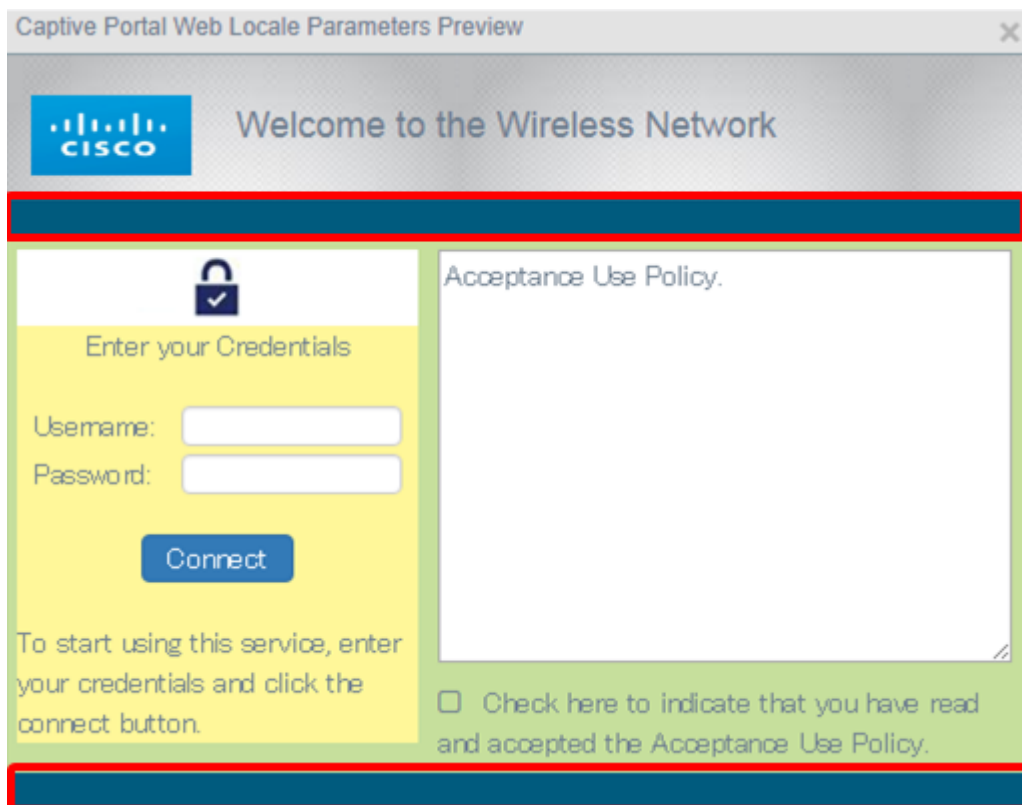 Captive Portal Web Locale Parameters Preview
CISCO
Welcome to the Wireless Network
Enter your Credentials
Username:
Password:
Connect
To start using this service, enter
your credentials and click the
connect button.
Acceptance Use Policy.
Check here to indicate that you have read
and accepted the Acceptance Use Policy.